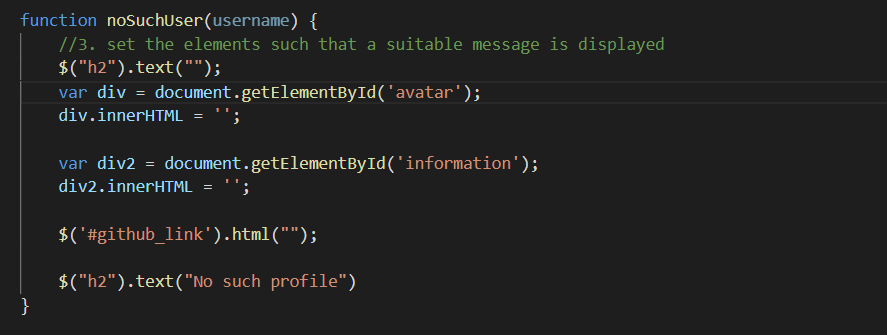 function noSuchUser(username) {
//3. set the elements such that a suitable message is displayed
$("h2").text("");
var div = document.getElementById('avatar');
div.innerHTML = '';
var div2 = document.getElementById('information');
div2.innerHTML = '';
$('#github_link').html("");
$("h2").text("No such profile")
}